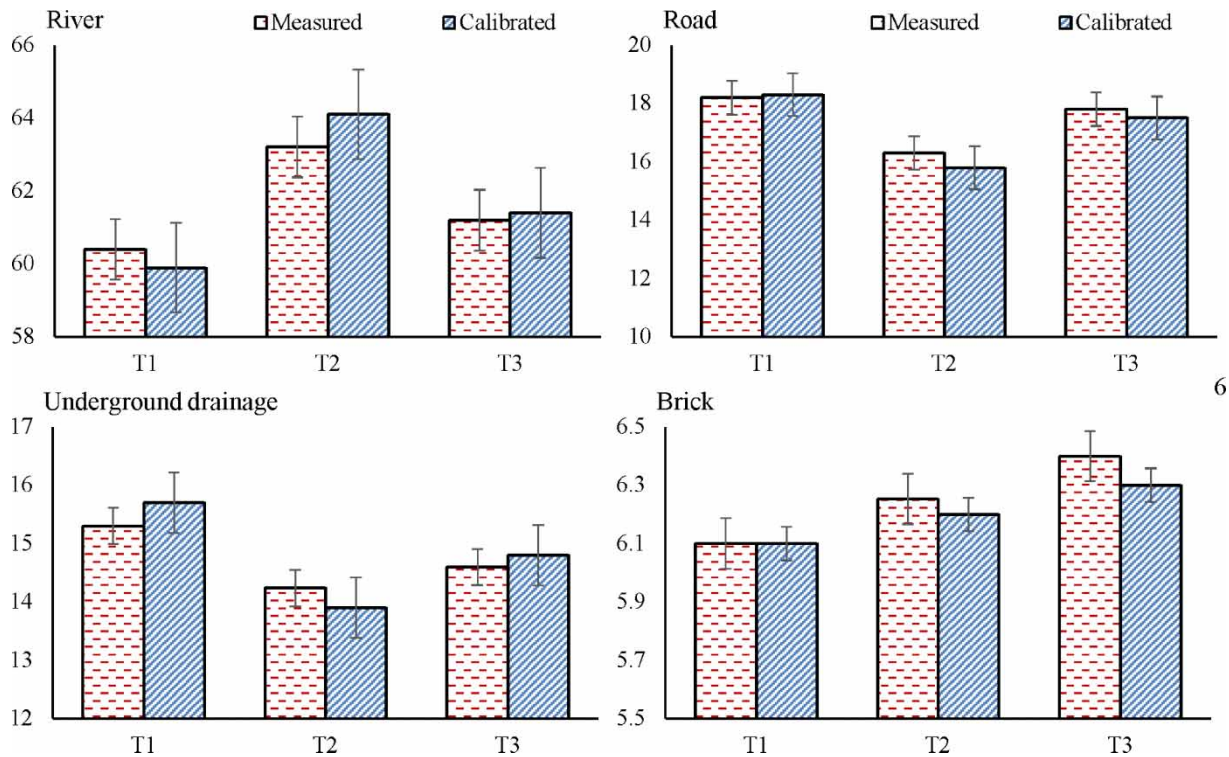 River
Measured
Calibrated
66
64
62
60
58
T1
T2
T3
Road
Measured
Calibrated
20
18
16
14
12
10
T1
T2
T3
Underground drainage
17
16
15
14
13
12
T1
T2
T3
6
Brick
6.5
6.3
6.1
5.9
5.7
5.5
T1
T2
T3